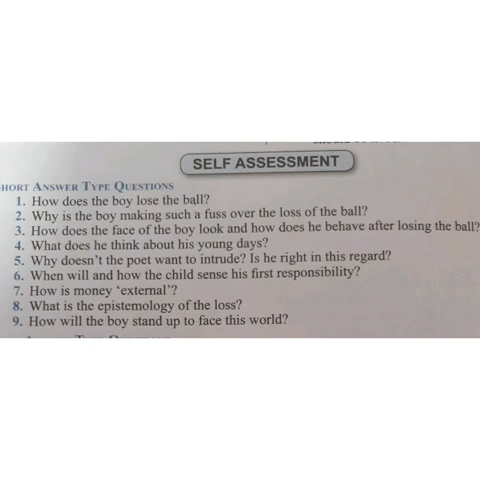 SELF ASSESSMENT
HORT ANSWER TYPE QUESTIONS
1. How does the boy lose the ball?
2. Why is the boy making such a fuss over the loss of the ball?
3. How does the face of the boy look and how does he behave after losing the ball?
4. What does he think about his young days?
5. Why doesn't the poet want to intrude? Is he right in this regard?
6. When will and how the child sense his first responsibility?
7. How is money ‘external’?
8. What is the epistemology of the loss?
9. How will the boy stand up to face this world?